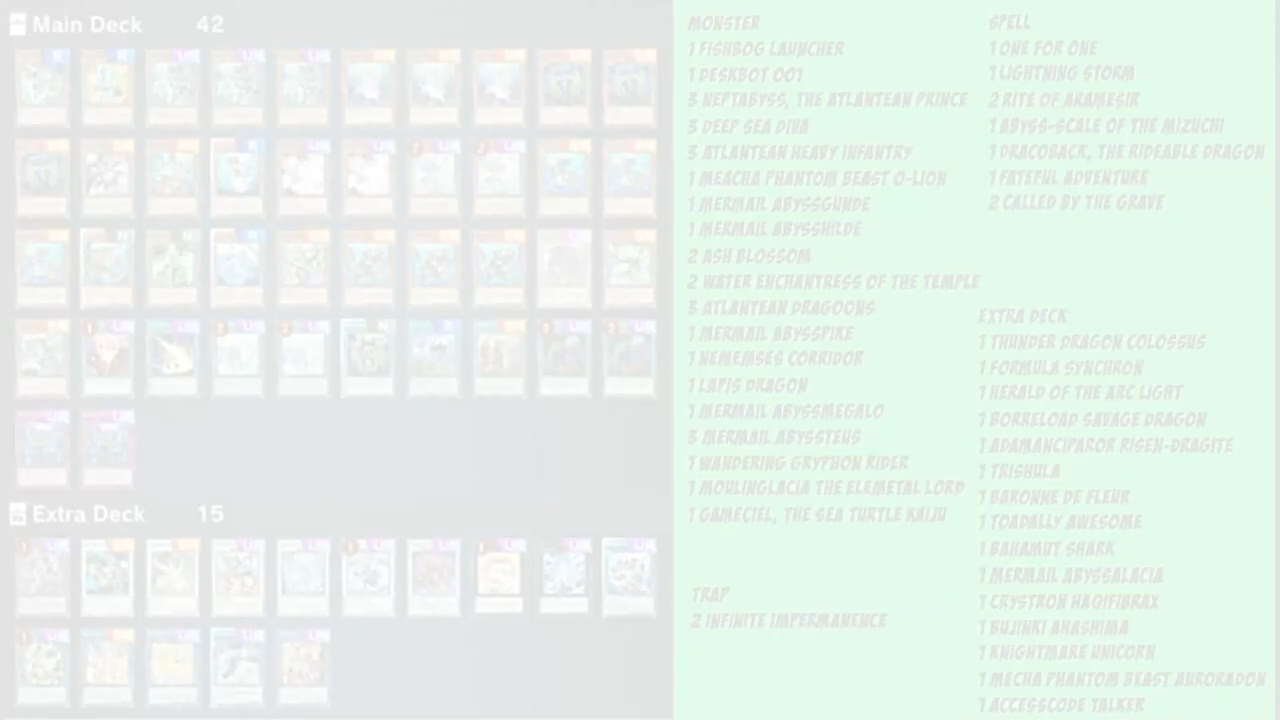 Main Deck 42
Extra Deck 15
MONSTER
1 FISHBOG LAUNCHER
1 DESKBOT 001
3 NEPTABYSS, THE ATLANTEAN PRINCE
3 DEEP SEA DIVA
3 ATLANTEAN HEAVY INFANTRY
1 MEACHA PHANTOM BEAST O-LION
1 MERMAIL ABYSSGUNDE
1 MERMAIL ABYSSHILDE
2 ASH BLOSSOM
2 WATER ENCHANTRESS OF THE TEMPLE
3 ATLANTEAN DRAGOONS
1 MERMAIL ABYSSPIKE
1 NEMEMSES CORRIDOR
1 LAPIS DRAGON
1 MERMAIL ABYSSMEGALO
3 MERMAIL ABYSSTEUS
1 WANDERING GRYPHON RIDER
1 MOULINGLACIA THE ELEMETAL LORD
1 GAMECIEL, THE SEA TURTLE KAIJU
TRAP
2 INFINITE IMPERMANENCE
SPELL
1 ONE FOR ONE
1 LIGHTNING STORM
2 RITE OF ARAMESIR
1 ABYSS-SCALE OF THE MIZUCHI
1 DRACOBACK, THE RIDEABLE DRAGON
1 FATEFUL ADVENTURE
2 CALLED BY THE GRAVE
EXTRA DECK
1 THUNDER DRAGON COLOSSUS
1 FORMULA SYNCHRON
1 HERALD OF THE ARC LIGHT
1 BORRELOAD SAVAGE DRAGON
1 ADAMANCIPAROR RISEN-DRAGITE
1 TRISHULA
1 BARONNE DE FLEUR
1 TOADALLY AWESOME
1 BAHAMUT SHARK
1 MERMAIL ABYSSALACIA
1 CRYSTRON HAQIFIBRAX
1 BUJINKI AHASHIMA
1 KNIGHTMARE UNICORN
1 MECHA PHANTOM BEAST AURORADON
1 ACCESSCODE TALKER